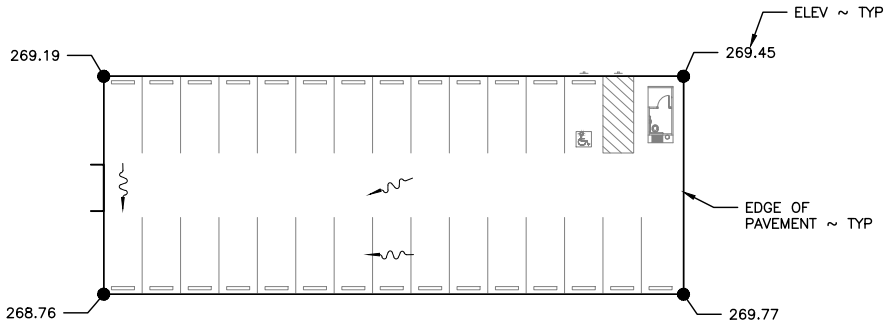 ELEV ~ TYP
269.19
269.45
EDGE OF
PAVEMENT ~ TYP
268.76
269.77